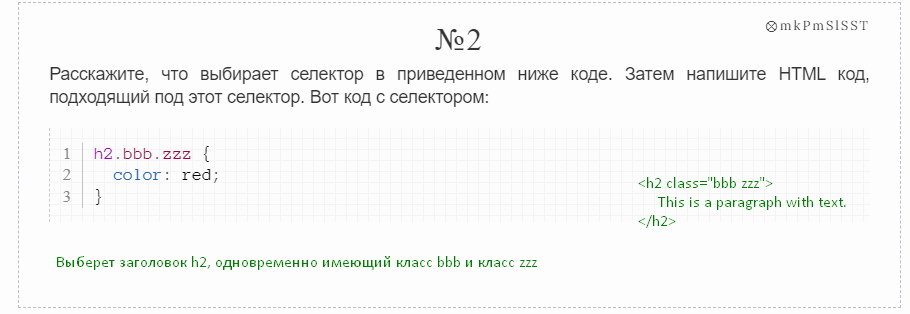 ⊗mkPmSlSST
№2
Расскажите, что выбирает селектор в приведенном ниже коде. Затем напишите HTML код,
подходящий под этот селектор. Вот код с селектором:
1 h2.bbb.zzz {
2 color: red;
3 }
<h2 class="bbb zzz">
This is a paragraph with text.
</h2>
Выберет заголовок h2, одновременно имеющий класс bbb и класс zzz